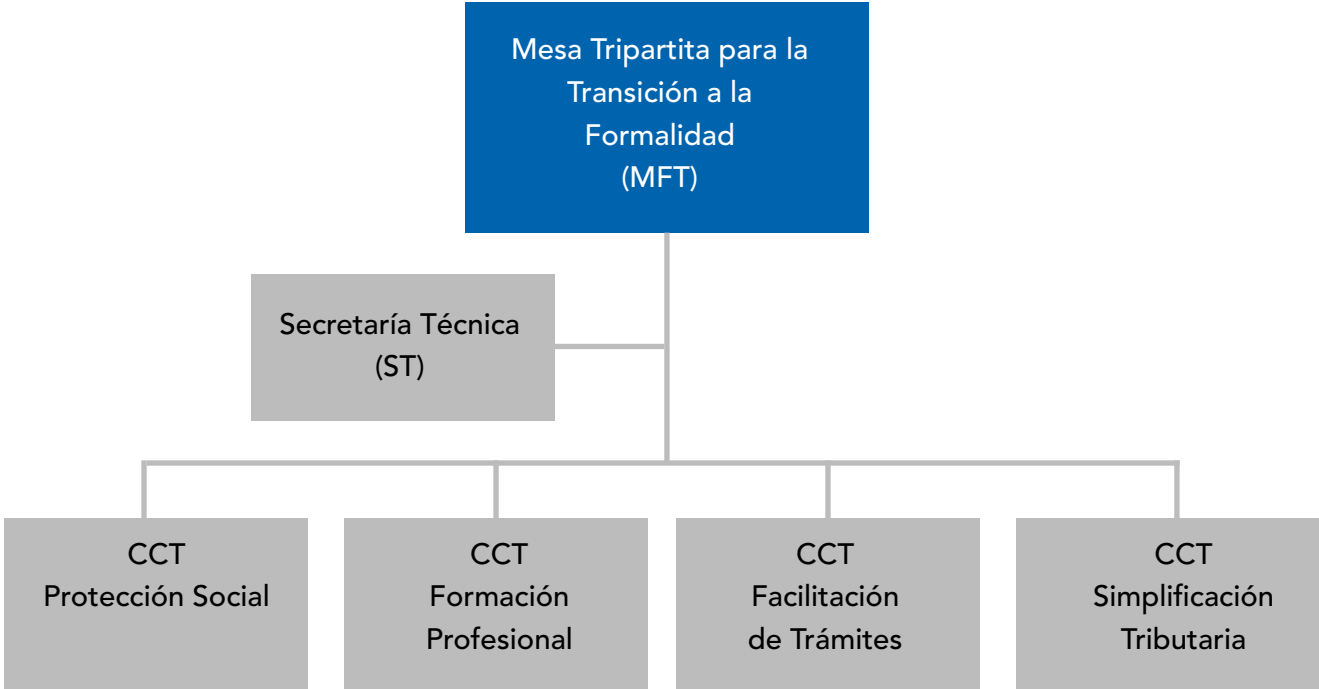 Mesa Tripartita para la
Transición a la
Formalidad
(MFT)
Secretaría Técnica
(ST)
CCT
Protección Social
CCT
Formación
Profesional
CCT
Facilitación
de Trámites
CCT
Simplificación
Tributaria